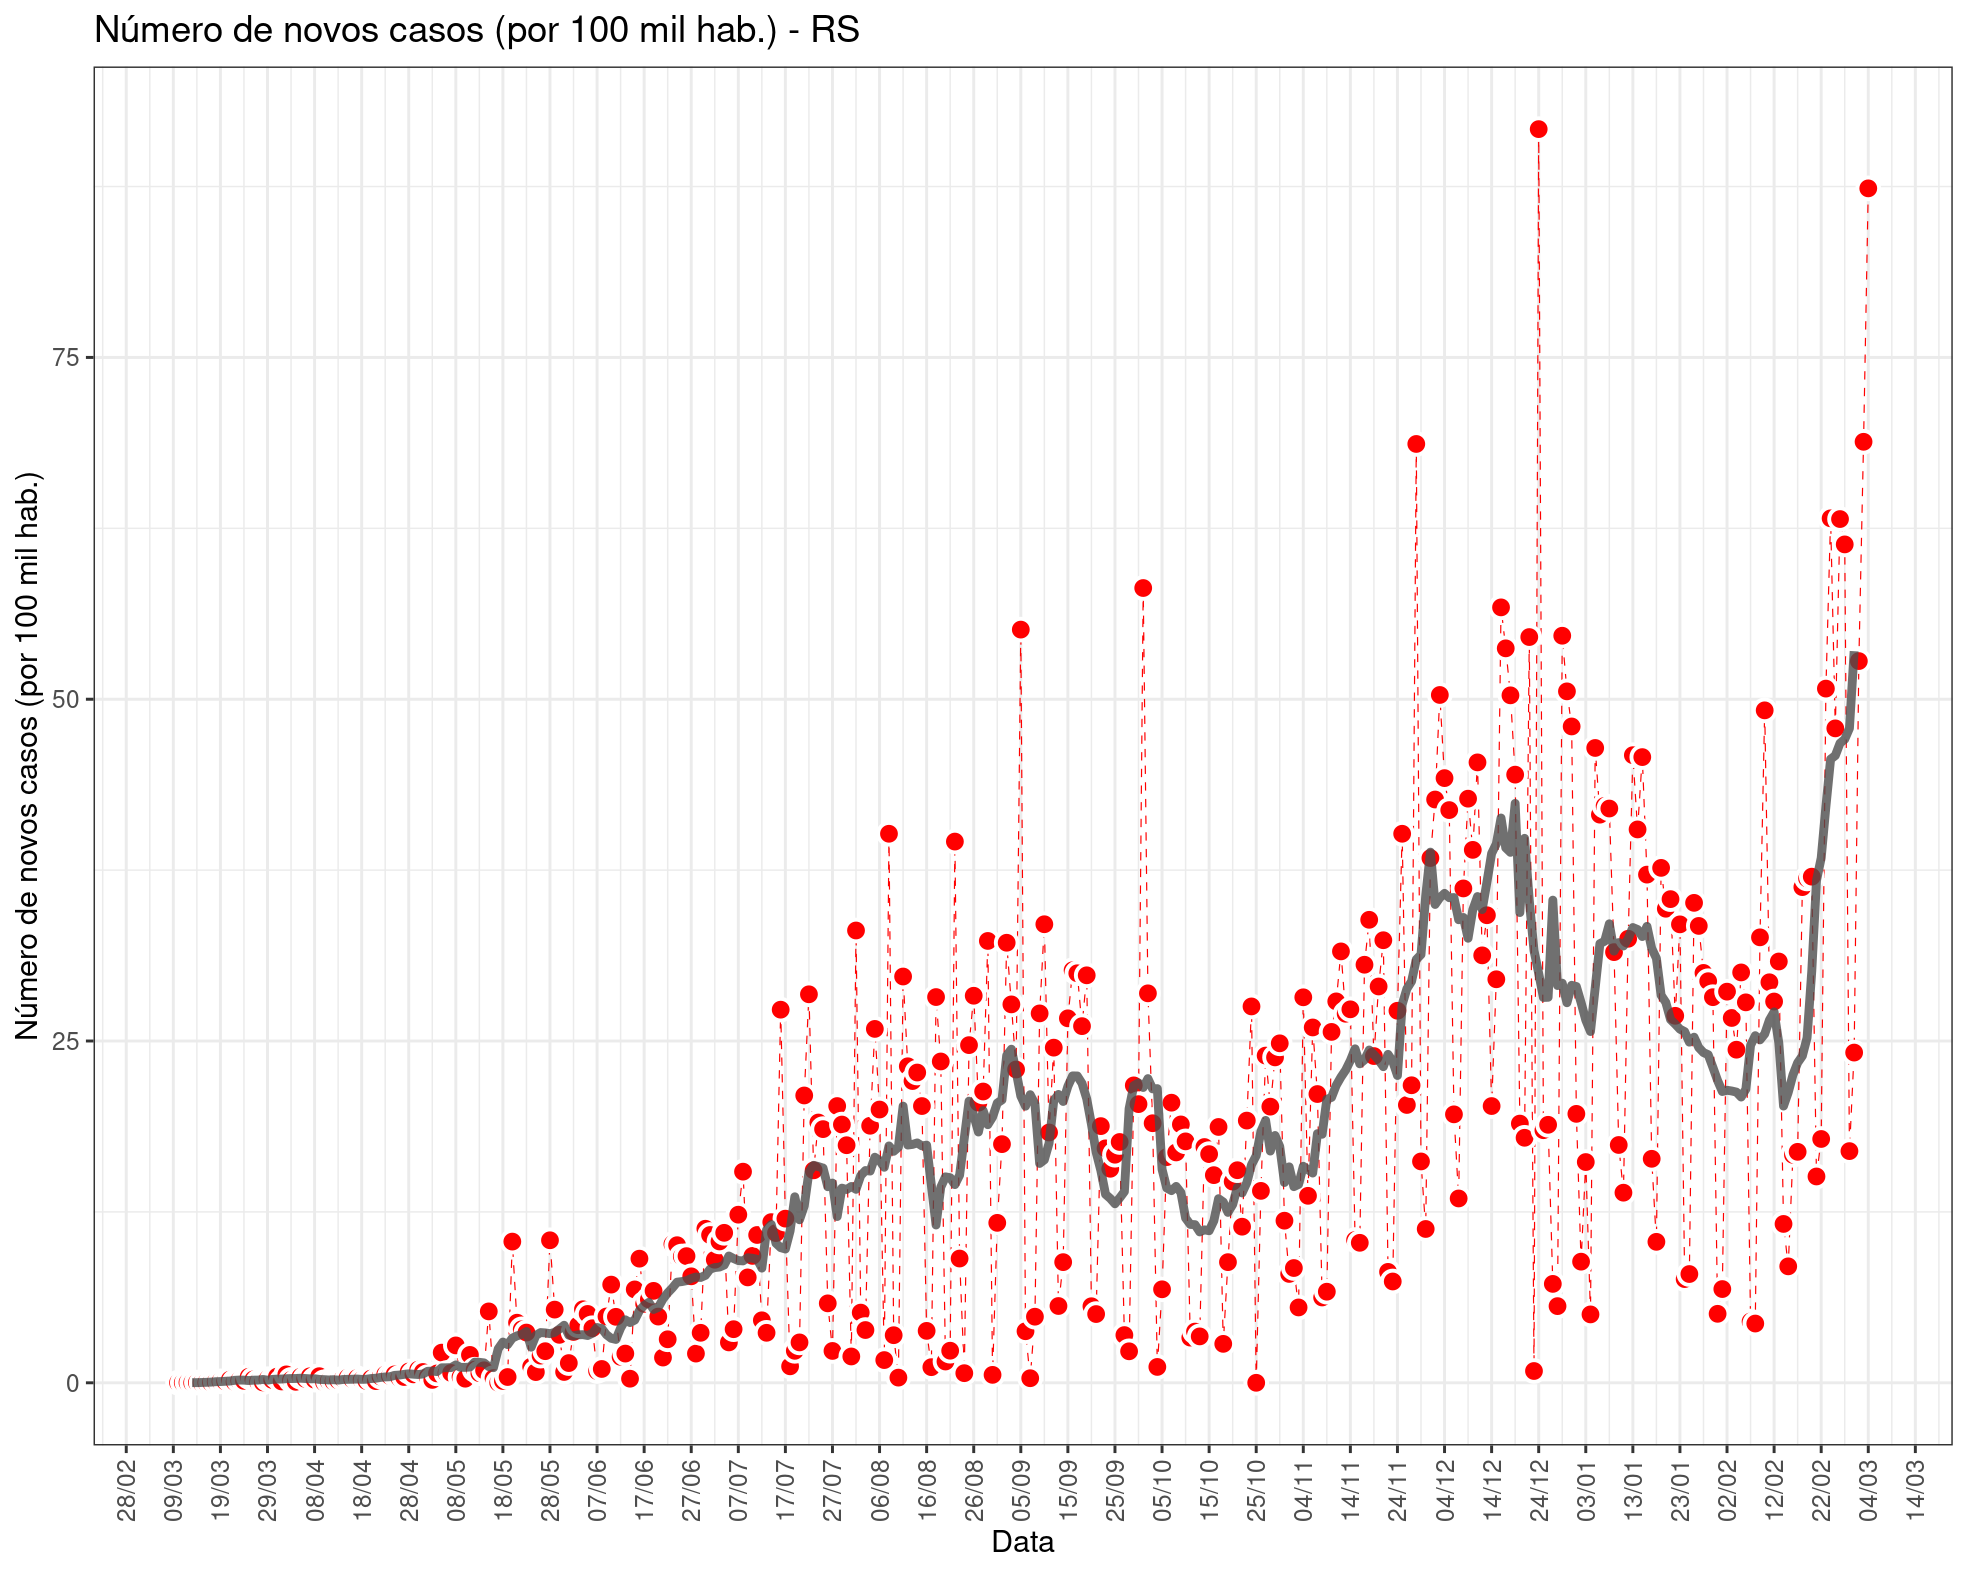 Número de novos casos (por 100 mil hab.) - RS
Número de novos casos (por 100 mil hab.)
75
50
25
0
28/02 09/03 19/03 29/03 08/04 18/04 28/04 08/05 18/05 28/05 07/06 17/06 27/06 07/07 17/07 27/07 06/08 16/08 26/08 05/09 15/09 25/09 05/10 15/10 25/10 04/11 14/11 24/11 04/12 14/12 24/12 03/01 13/01 23/01 02/02 12/02 22/02 04/03 14/03
Data